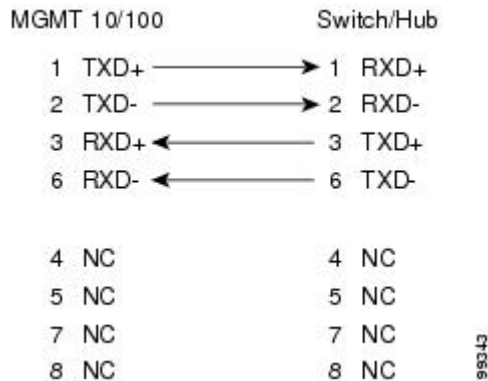 MGMT 10/100 Switch/Hub
1 TXD+ 1 RXD+
2 TXD- 2 RXD-
3 RXD+ 3 TXD+
6 RXD- 6 TXD-
4 NC 4 NC
5 NC 5 NC
7 NC 7 NC
8 NC 8 NC
99343